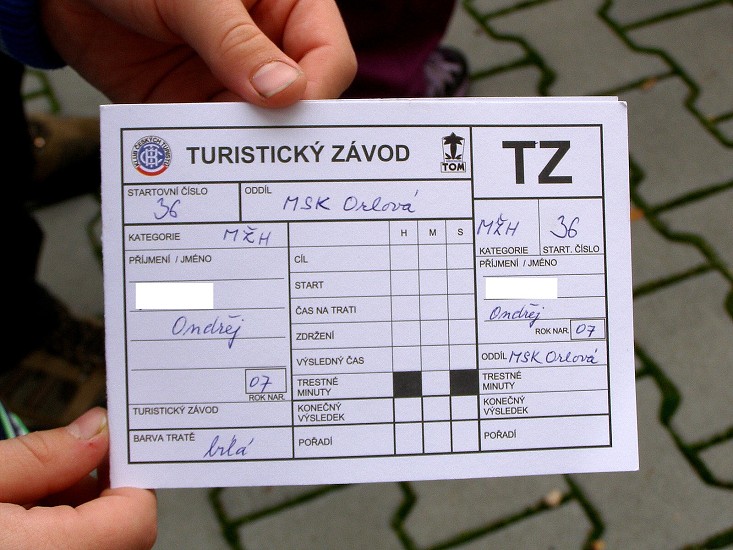 KLUB ČESKÝCH TURISTŮ
KČT
TURISTICKÝ ZÁVOD
TOM
TZ
STARTOVNÍ ČÍSLO
36
ODDÍL
MSK Orlová
KATEGORIE MŽH
H M S
PŘÍJMENÍ / JMÉNO
Ondřej
07
ROK NAR.
TURISTICKÝ ZÁVOD
BARVA TRATĚ
bílá
CÍL
START
ČAS NA TRATI
ZDRŽENÍ
VÝSLEDNÝ ČAS
TRESTNÉ
MINUTY
KONEČNÝ
VÝSLEDEK
POŘADÍ
MŽH 36
KATEGORIE START. ČÍSLO
PŘÍJMENÍ / JMÉNO
Ondřej
ROK NAR. 07
ODDÍL MSK Orlová
TRESTNÉ
MINUTY
KONEČNÝ
VÝSLEDEK
POŘADÍ